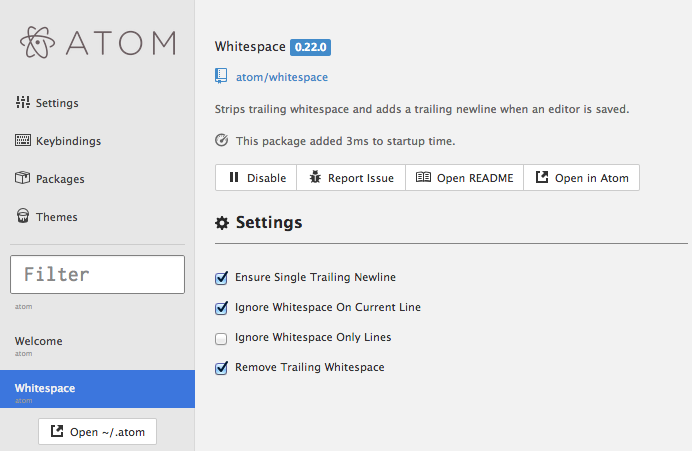 ATOM
Settings
Keybindings
Packages
Themes
Filter
atom
Welcome
atom
Whitespace
atom
Open ~/.atom
Whitespace 0.22.0
atom/whitespace
Strips trailing whitespace and adds a trailing newline when an editor is saved.
This package added 3ms to startup time.
Disable Report Issue Open README Open in Atom
Settings
Ensure Single Trailing Newline
Ignore Whitespace On Current Line
Ignore Whitespace Only Lines
Remove Trailing Whitespace